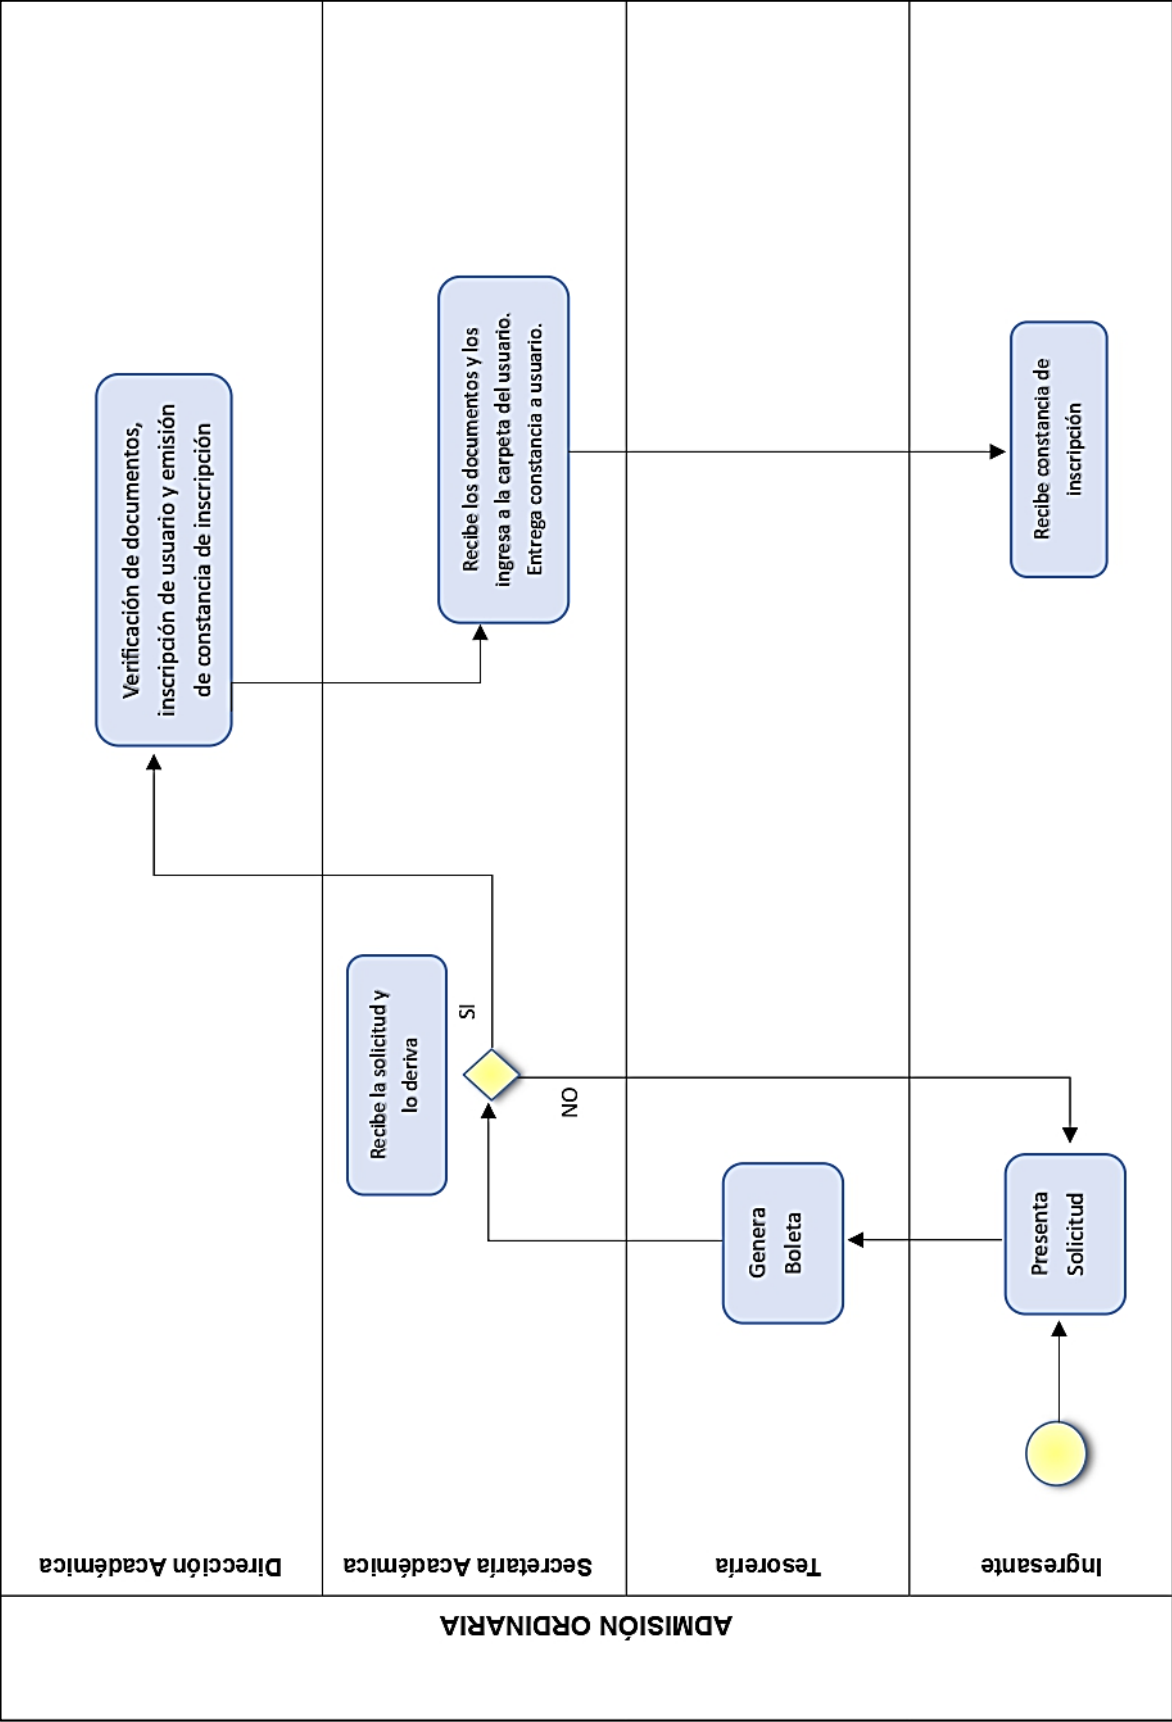 ADMISIÓN ORDINARIA
Dirección Académica
Secretaría Académica
Tesorería
Ingresante
Verificación de documentos,
inscripción de usuario y emisión
de constancia de inscripción
Recibe la solicitud y
lo deriva
SI
NO
Recibe los documentos y los
ingresa a la carpeta del usuario.
Entrega constancia a usuario.
Genera
Boleta
Presenta
Solicitud
Recibe constancia de
inscripción